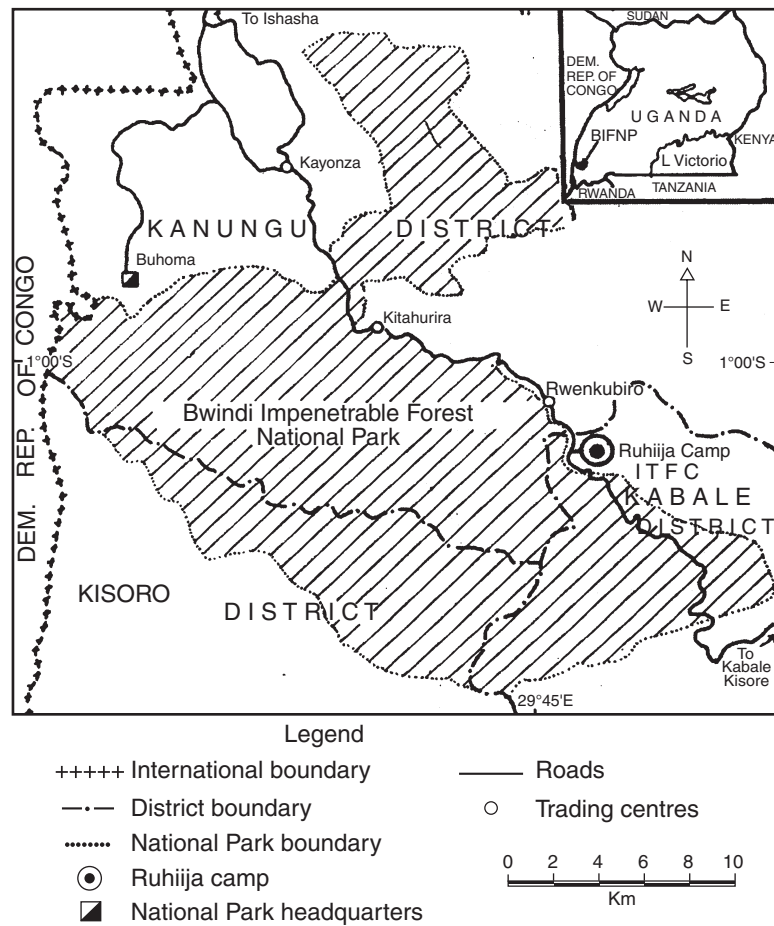 To Ishasha
SUDAN
DEM.
REP. OF
CONGO
UGANDA
BIFNP
KENYA
L Victorio
RWANDA
TANZANIA
Kayonza
KANUNGU DISTRICT
Buhoma
N
W E
S
Kitahurira
DEM. REP. OF CONGO
1°00'S
1°00'S
Rwenkubiro
Bwindi Impenetrable Forest
National Park
Ruhiija Camp
ITFC
KABALE
DISTRICT
KISORO
DISTRICT
To
Kabale
Kisore
29°45'E
Legend
International boundary
Roads
District boundary
Trading centres
National Park boundary
Ruhiija camp
0 2 4 6 8 10
Km
National Park headquarters